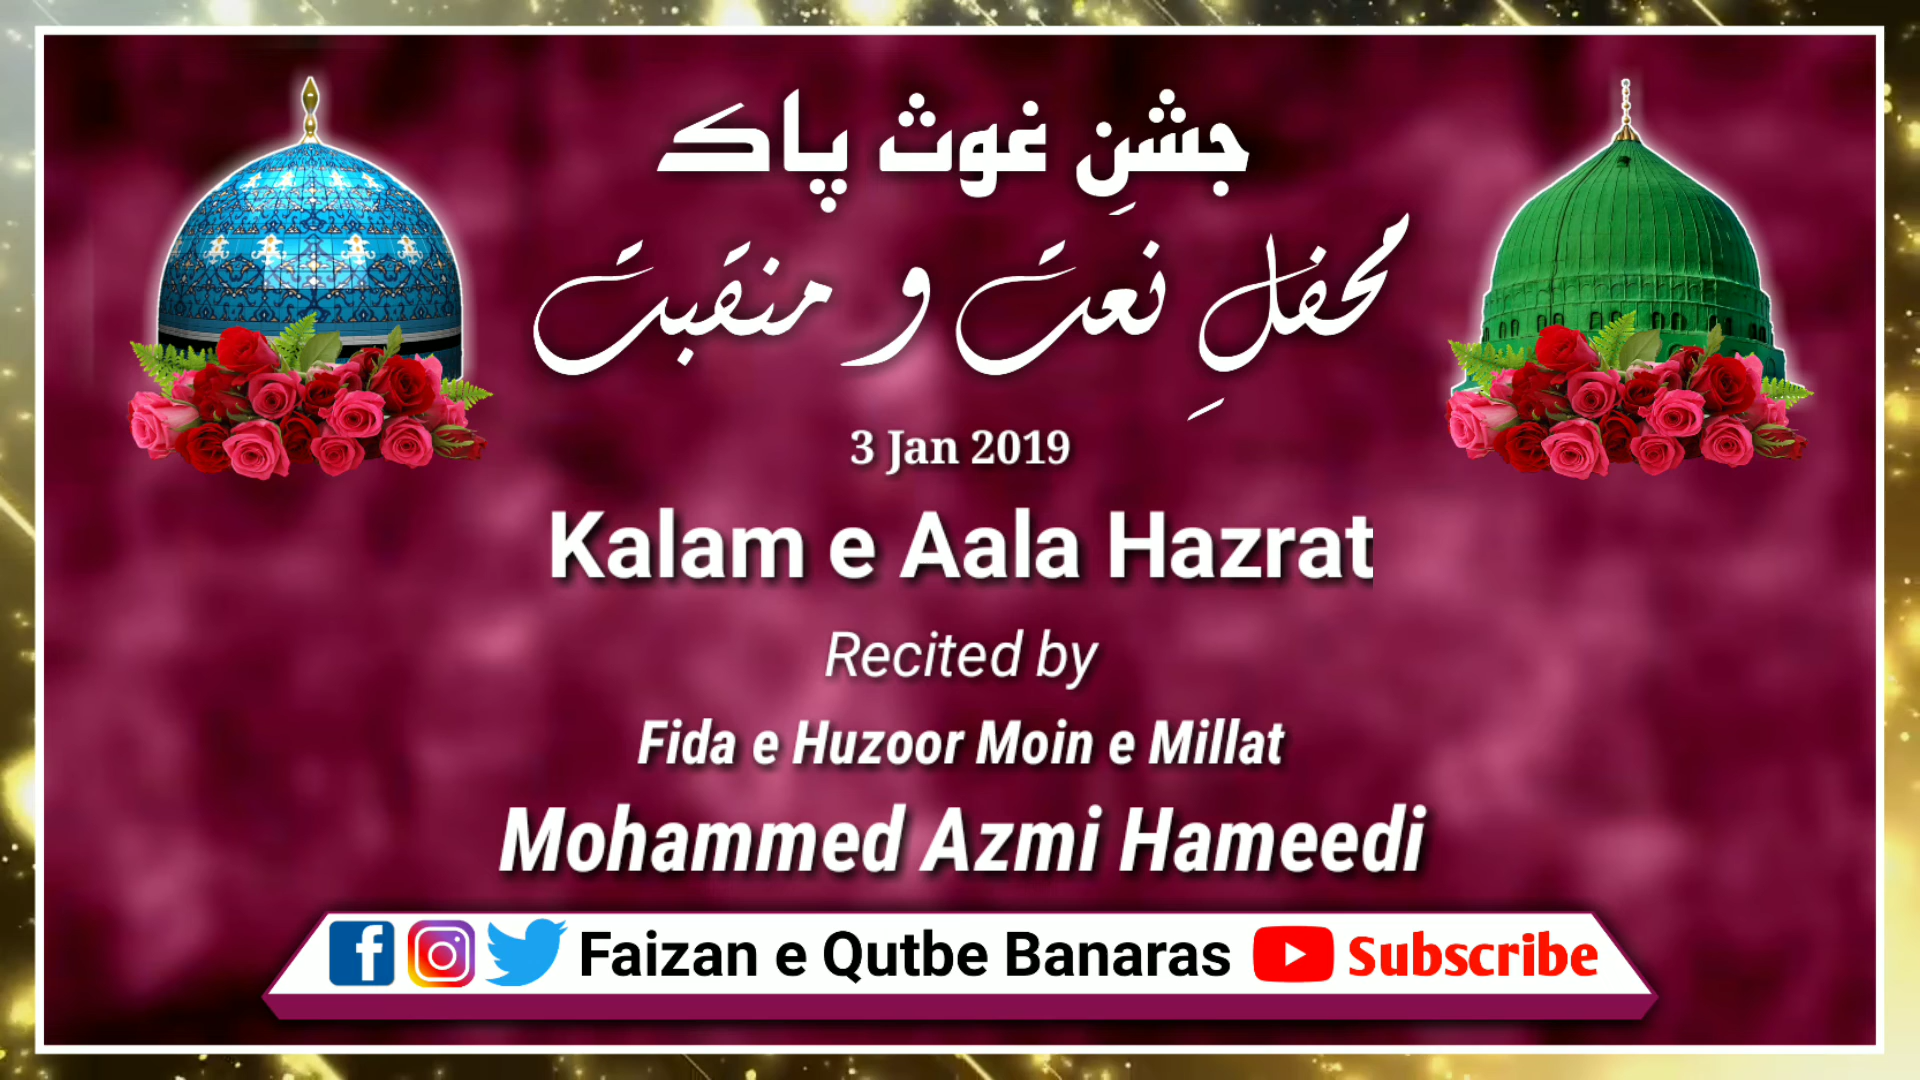 جشنِ غوث پاک
محفلِ نعت و منقبت
3 Jan 2019
Kalam e Aala Hazrat
Recited by
Fida e Huzoor Moin e Millat
Mohammed Azmi Hameedi
Faizan e Qutbe Banaras Subscribe